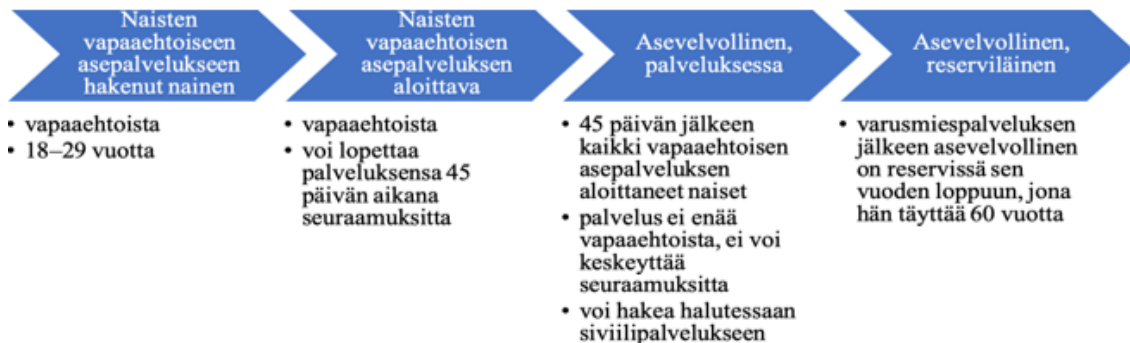 Naisten
vapaaehtoiseen
asepalvelukseen
hakenut nainen
• vapaaehtoista
• 18–29 vuotta
Naisten
vapaaehtoisen
asepalveluksen
aloittava
• vapaaehtoista
• voi lopettaa
palveluksensa 45
päivän aikana
seuraamuksitta
Asevelvollinen,
palveluksessa
• 45 päivän jälkeen
kaikki vapaaehtoisen
asepalveluksen
aloittaneet naiset
• palvelus ei enää
vapaaehtoista, ei voi
keskeyttää
seuraamuksitta
• voi hakea halutessaan
siviilipalvelukseen
Asevelvollinen,
reserviläinen
• varusmiespalveluksen
jälkeen asevelvollinen
on reservissä sen
vuoden loppuun, jona
hän täyttää 60 vuotta